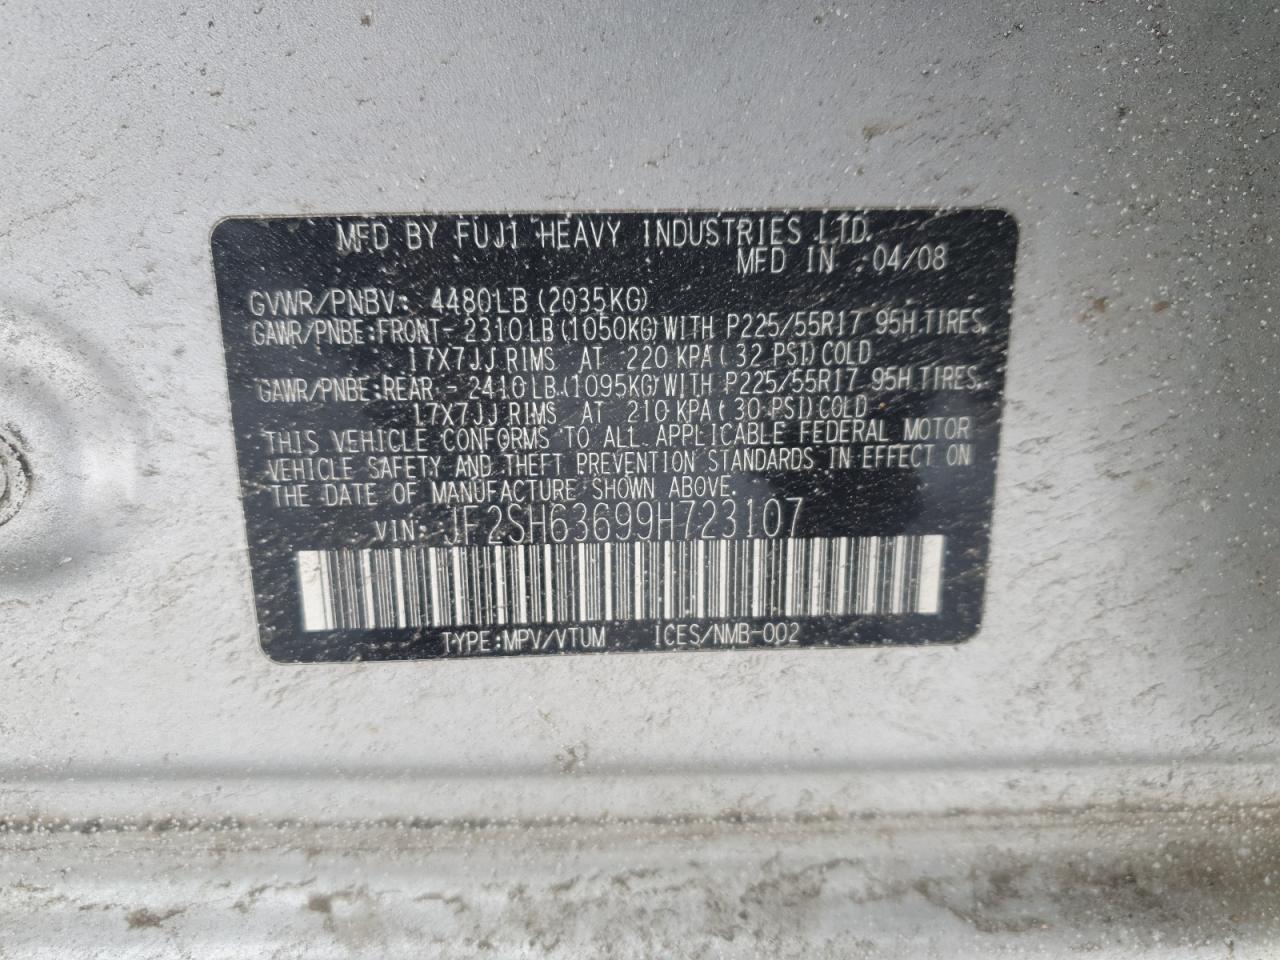 MFD BY FUJI HEAVY INDUSTRIES LTD.
MFD IN : 04/08
GVWR/PNBV: 4480LB (2035KG)
GAWR/PNBE:FRONT- 2310LB(1050KG)WITH P225/55R17 95H TIRES,
17X7JJ RIMS AT 220 KPA ( 32 PSI) COLD
GAWR/PNBE:REAR - 2410LB(1095KG)WITH P225/55R17 95H TIRES,
17X7JJ RIMS AT 210 KPA ( 30 PSI) COLD
THIS VEHICLE CONFORMS TO ALL APPLICABLE FEDERAL MOTOR
VEHICLE SAFETY AND THEFT PREVENTION STANDARDS IN EFFECT ON
THE DATE OF MANUFACTURE SHOWN ABOVE.
VIN: JF2SH63699H723107
TYPE:MPV/VTUM ICES/NMB-002